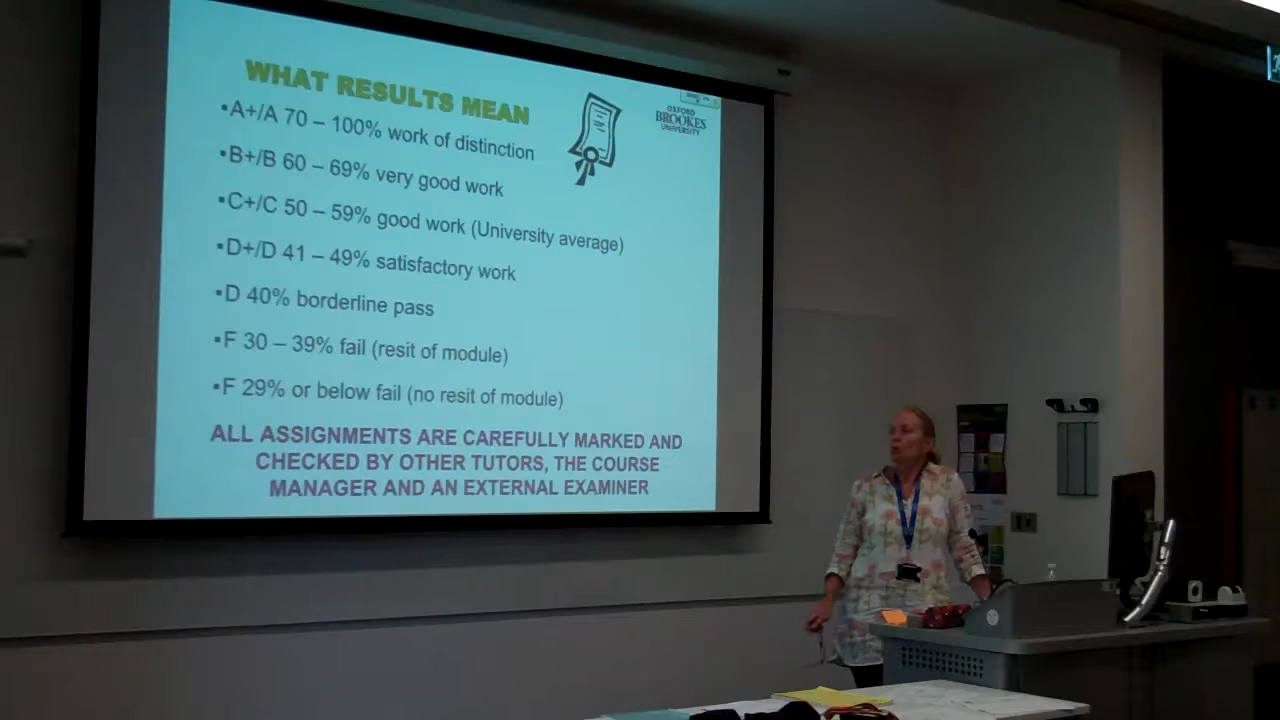 WHAT RESULTS MEAN
▪A+/A 70 – 100% work of distinction
▪B+/B 60 – 69% very good work
▪C+/C 50 – 59% good work (University average)
▪D+/D 41 – 49% satisfactory work
▪D 40% borderline pass
▪F 30 – 39% fail (resit of module)
▪F 29% or below fail (no resit of module)
ALL ASSIGNMENTS ARE CAREFULLY MARKED AND
CHECKED BY OTHER TUTORS, THE COURSE
MANAGER AND AN EXTERNAL EXAMINER
OXFORD
BROOKES
UNIVERSITY